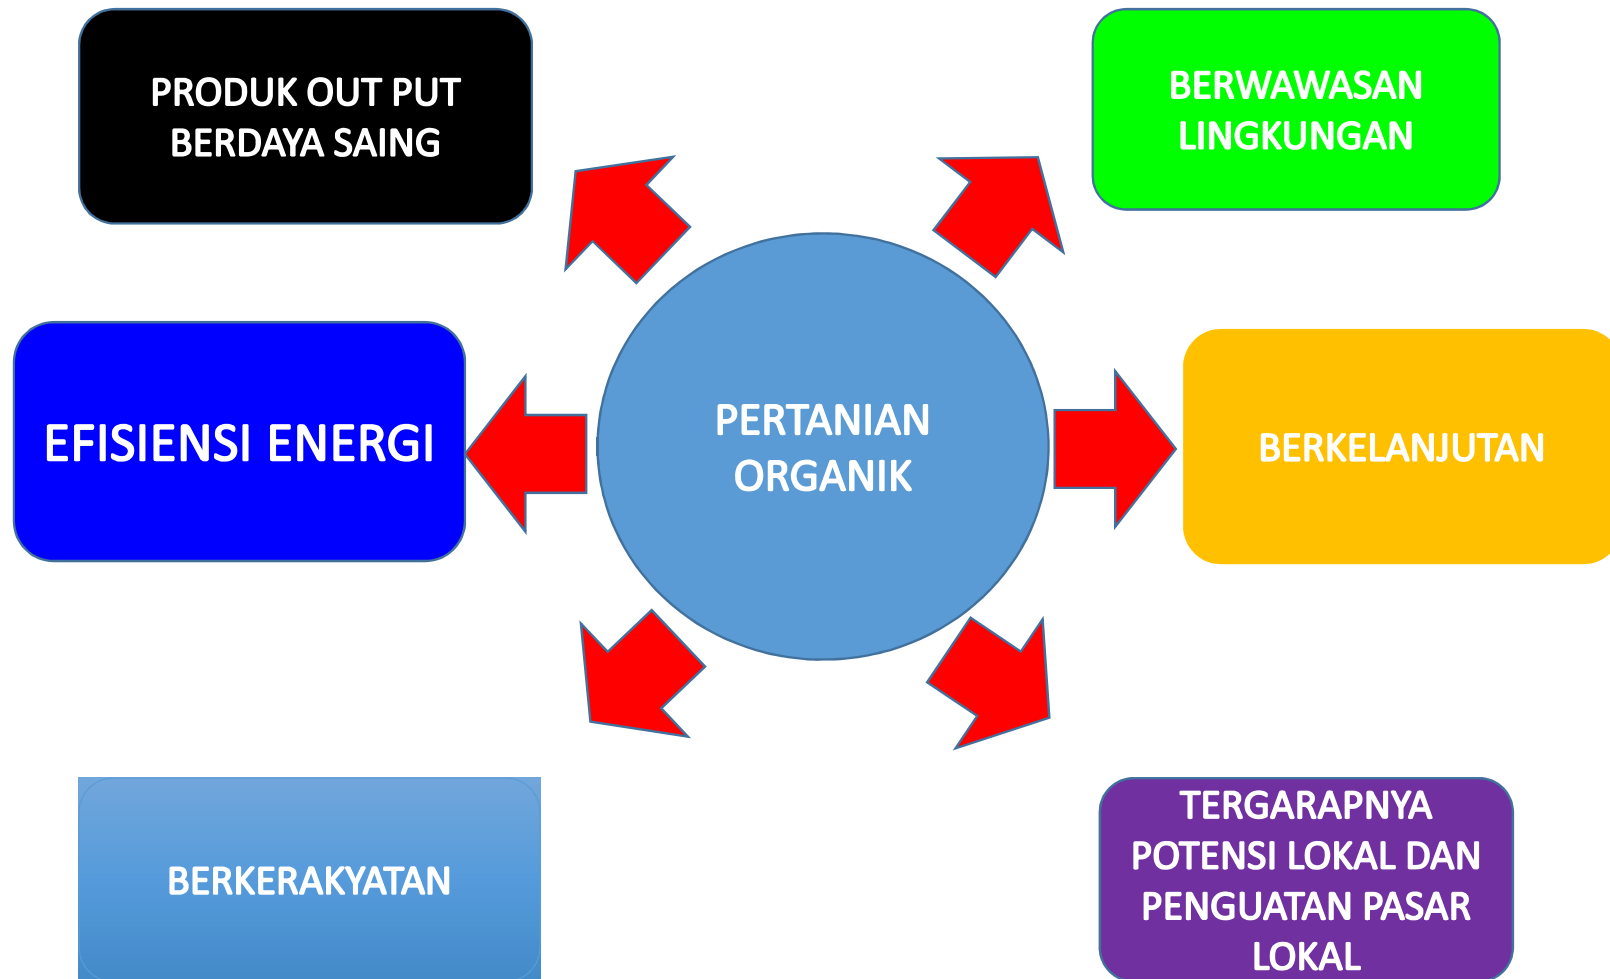 PRODUK OUT PUT
BERDAYA SAING
BERWAWASAN
LINGKUNGAN
EFISIENSI ENERGI
PERTANIAN
ORGANIK
BERKELANJUTAN
BERKERAKYATAN
TERGARAPNYA
POTENSI LOKAL DAN
PENGUATAN PASAR
LOKAL